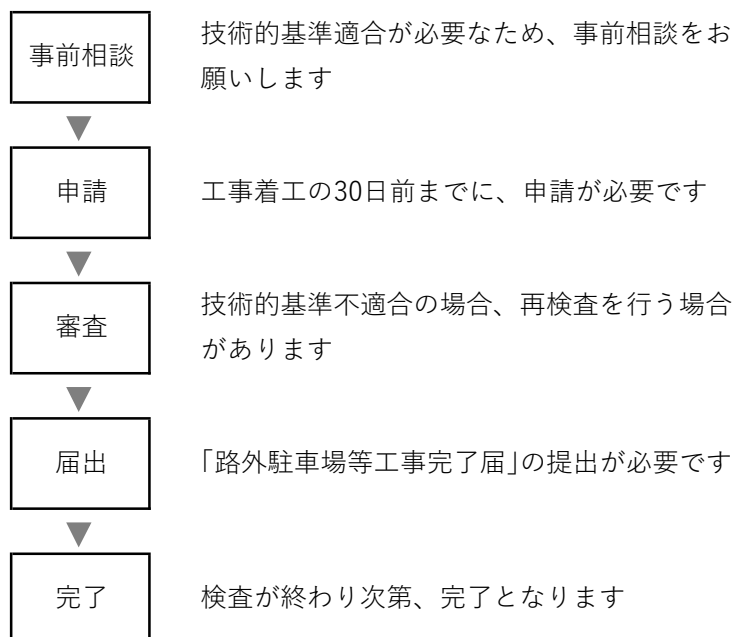 事前相談
技術的基準適合が必要なため、事前相談をお
願いします
申請
工事着工の30日前までに、申請が必要です
審査
技術的基準不適合の場合、再検査を行う場合
があります
届出
「路外駐車場等工事完了届」の提出が必要です
完了
検査が終わり次第、完了となります